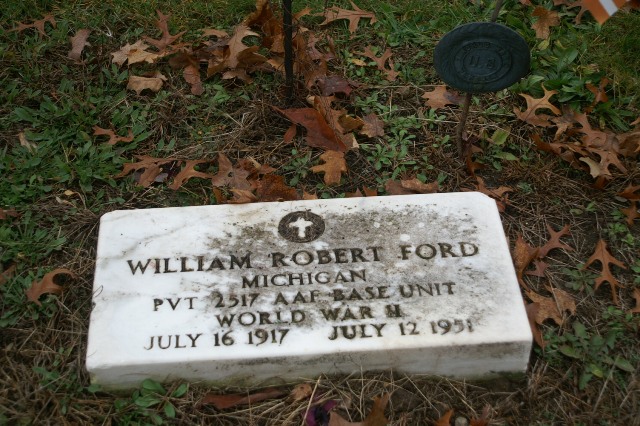 WILLIAM ROBERT FORD
MICHIGAN
PVT 2517 AAF BASE UNIT
WORLD WAR II
JULY 16 1917 JULY 12 1951